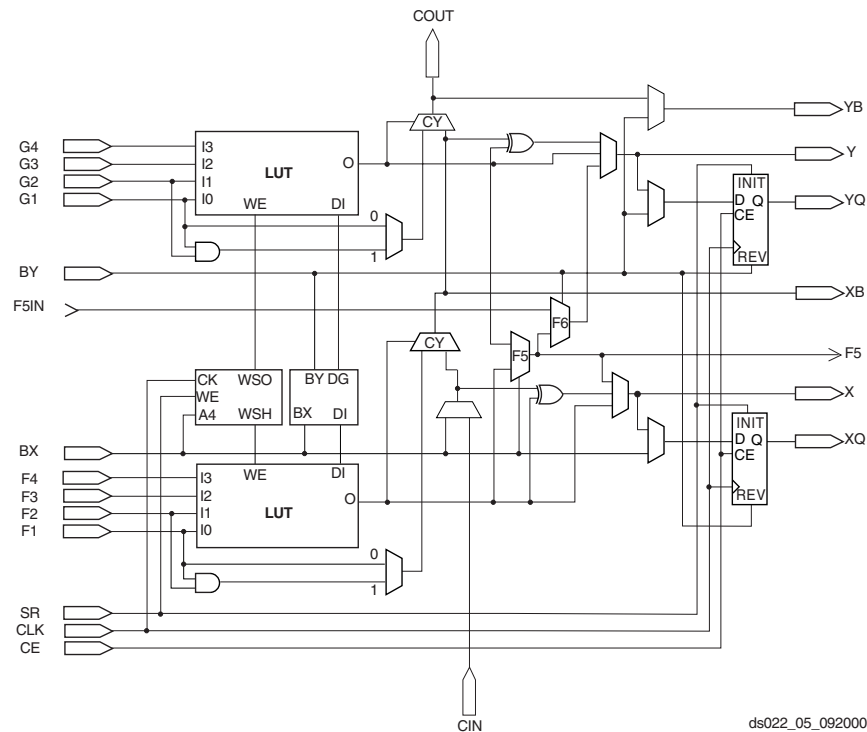 COUT
YB
CY
G4
G3
G2
G1
I3
I2
I1
I0
LUT
O
WE
DI
Y
INIT
D Q
CE
REV
YQ
0
1
BY
F5IN
XB
F6
CY
F5
F5
CK
WE
A4
WSO
WSH
BY DG
BX DI
X
INIT
D Q
CE
REV
XQ
BX
F4
F3
F2
F1
WE
DI
I3
I2
I1
I0
LUT
O
0
1
SR
CLK
CE
CIN
ds022_05_092000